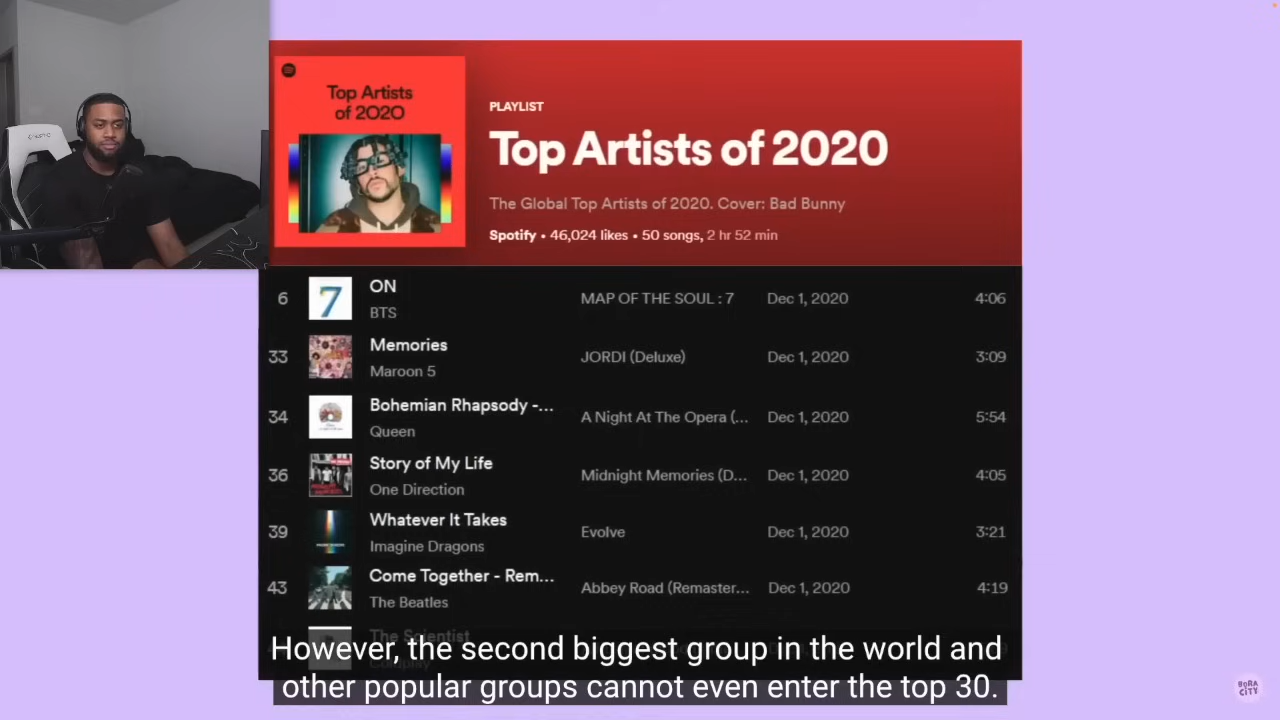 Top Artists
of 2020
PLAYLIST
Top Artists of 2020
The Global Top Artists of 2020. Cover: Bad Bunny
Spotify • 46,024 likes • 50 songs, 2 hr 52 min
6 7 ON MAP OF THE SOUL : 7 Dec 1, 2020 4:06
BTS
33 Memories JORDI (Deluxe) Dec 1, 2020 3:09
Maroon 5
34 Bohemian Rhapsody -... A Night At The Opera (... Dec 1, 2020 5:54
Queen
36 Story of My Life Midnight Memories (D... Dec 1, 2020 4:05
One Direction
39 Whatever It Takes Evolve Dec 1, 2020 3:21
Imagine Dragons
43 Come Together - Rem... Abbey Road (Remaster... Dec 1, 2020 4:19
The Beatles
The Scientist
Coldplay
However, the second biggest group in the world and
other popular groups cannot even enter the top 30.
BORA
CITY